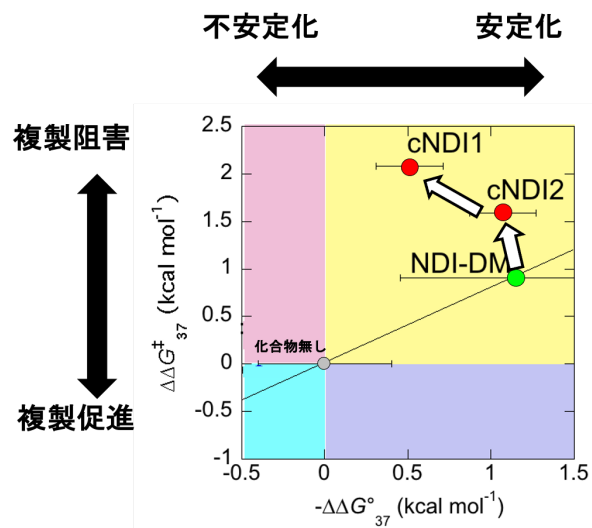 不安定化
安定化
複製阻害
複製促進
ΔΔG‡37 (kcal mol-1)
2.5
2
1.5
1
0.5
0
-0.5
-1
cNDI1
cNDI2
NDI-DM
化合物無し
-0.5
0
0.5
1
1.5
-ΔΔG°37 (kcal mol-1)